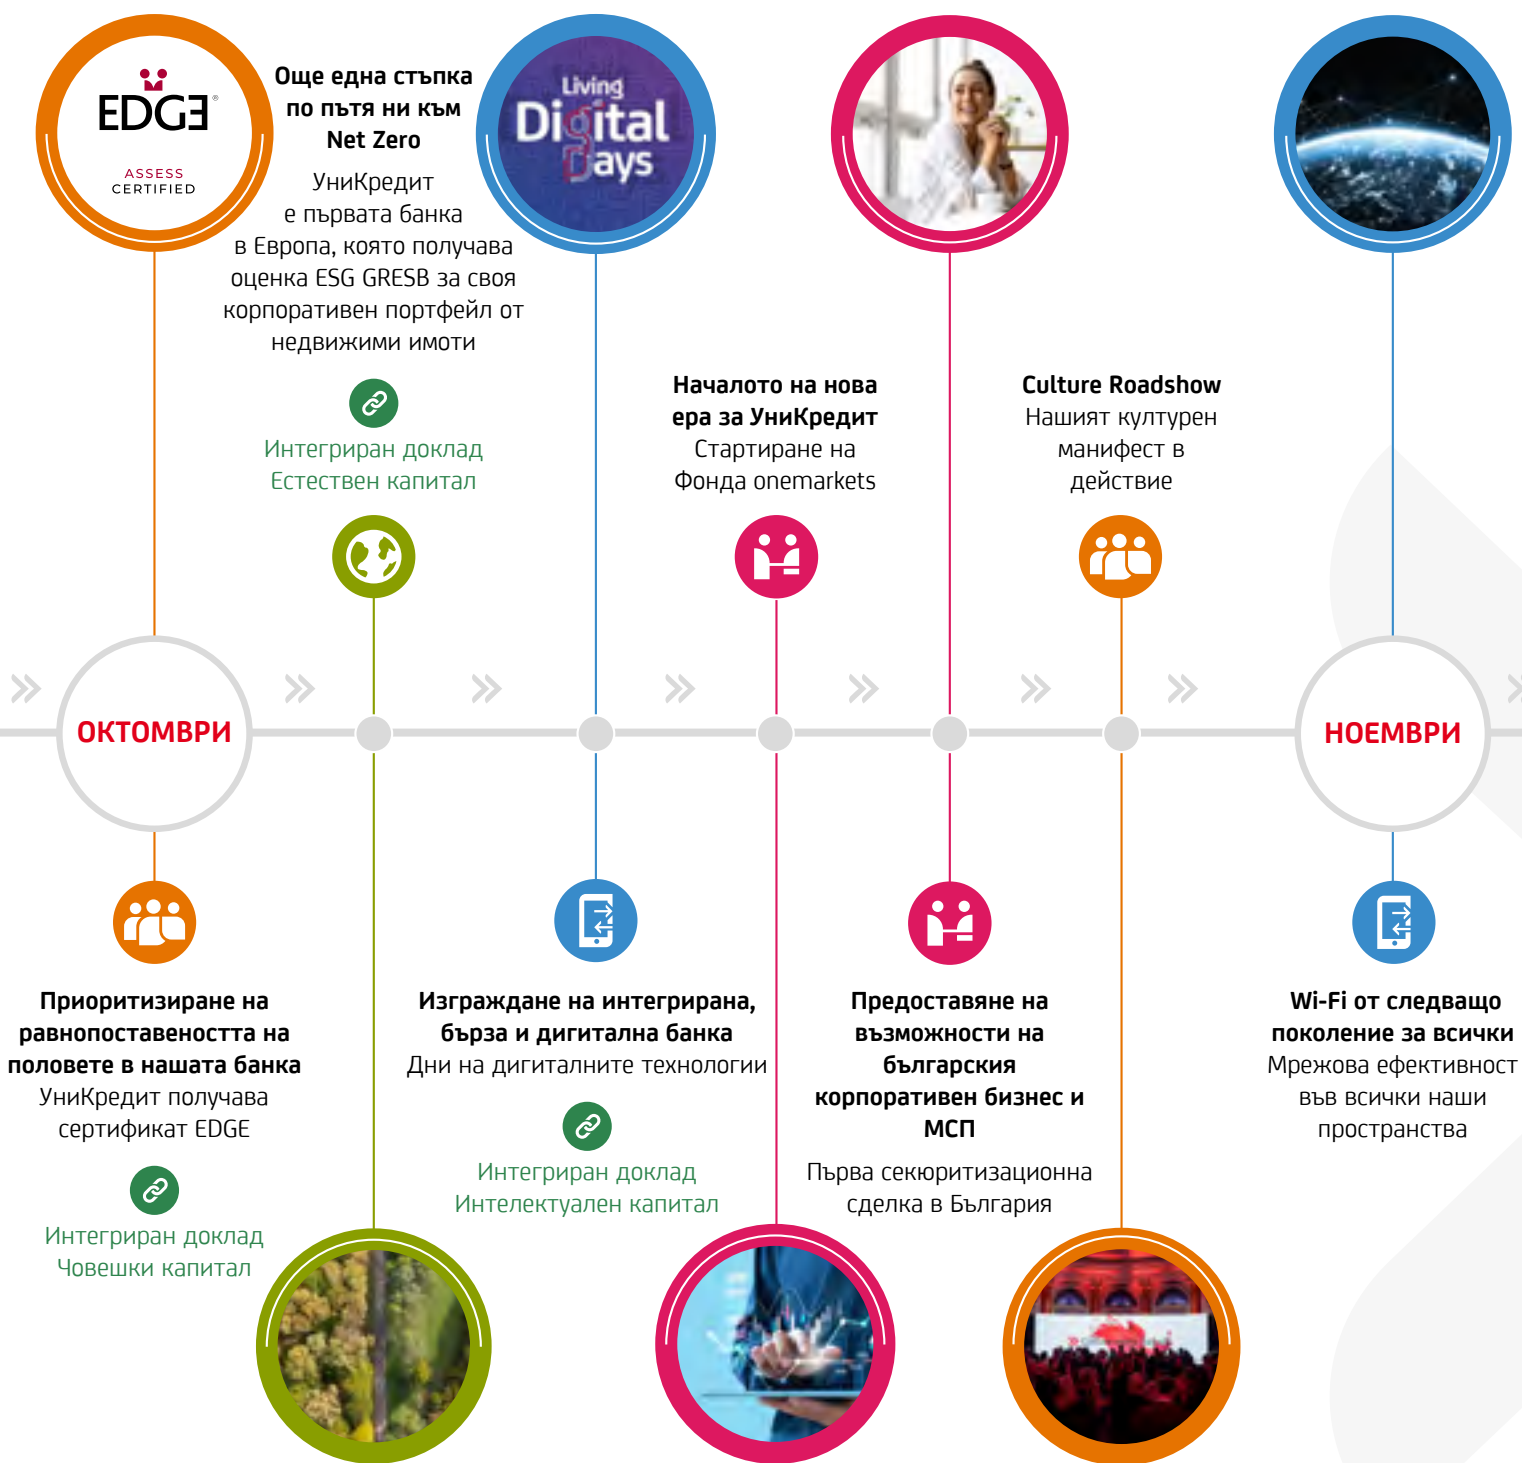 EDGE
ASSESS
CERTIFIED
Още една стъпка
по пътя ни към
Net Zero
УниКредит
е първата банка
в Европа, която получава
оценка ESG GRESB за своя
корпоративен портфейл от
недвижими имоти
Интегриран доклад
Естествен капитал
Living
Digital
Days
Началото на нова
ера за УниКредит
Стартиране на
Фонда onemarkets
Culture Roadshow
Нашият културен
манифест в
действие
ОКТОМВРИ
НОЕМВРИ
Приоритизиране на
равнопоставеността на
половете в нашата банка
УниКредит получава
сертификат EDGE
Интегриран доклад
Човешки капитал
Изграждане на интегрирана,
бърза и дигитална банка
Дни на дигиталните технологии
Интегриран доклад
Интелектуален капитал
Предоставяне на
възможности на
българския
корпоративен бизнес и
МСП
Първа секюритизационна
сделка в България
Wi-Fi от следващо
поколение за всички
Мрежова ефективност
във всички наши
пространства